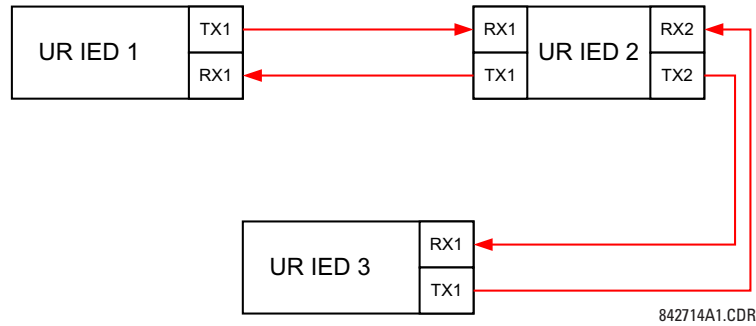 UR IED 1
TX1
RX1
RX1
TX1
UR IED 2
RX2
TX2
UR IED 3
RX1
TX1
842714A1.CDR